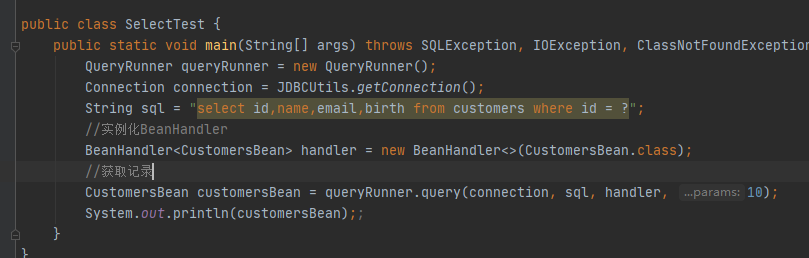 public class SelectTest {
public static void main(String[] args) throws SQLException, IOException, ClassNotFoundException
QueryRunner queryRunner = new QueryRunner();
Connection connection = JDBCUtils.getConnection();
String sql = "select id,name,email,birth from customers where id = ?";
//实例化BeanHandler
BeanHandler<CustomersBean> handler = new BeanHandler<>(CustomersBean.class);
//获取记录
CustomersBean customersBean = queryRunner.query(connection, sql, handler, ...params: 10);
System.out.println(customersBean);;
}
}